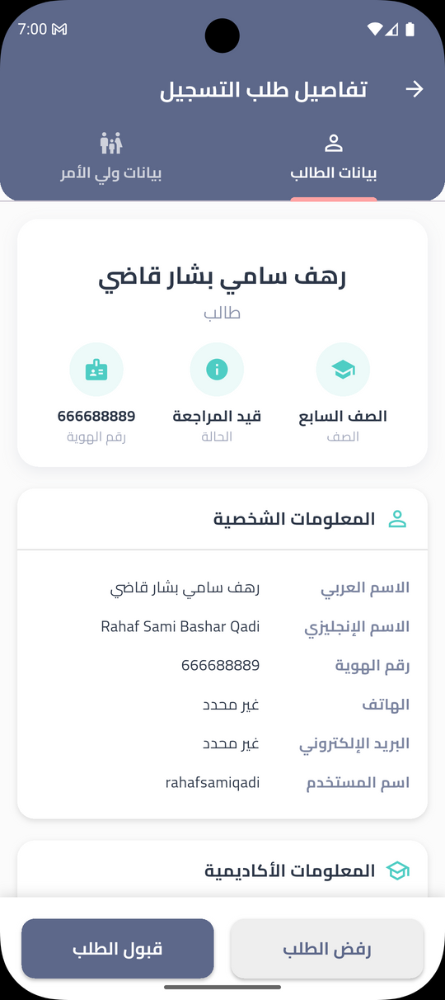 7:00
تفاصيل طلب التسجيل
بيانات الطالب
بيانات ولي الأمر
رهف سامي بشار قاضي
طالب
الصف السابع
الصف
قيد المراجعة
الحالة
666688889
رقم الهوية
المعلومات الشخصية
الاسم العربي رهف سامي بشار قاضي
الاسم الإنجليزي Rahaf Sami Bashar Qadi
رقم الهوية 666688889
الهاتف غير محدد
البريد الإلكتروني غير محدد
اسم المستخدم rahafsamiqadi
المعلومات الأكاديمية
رفض الطلب
قبول الطلب